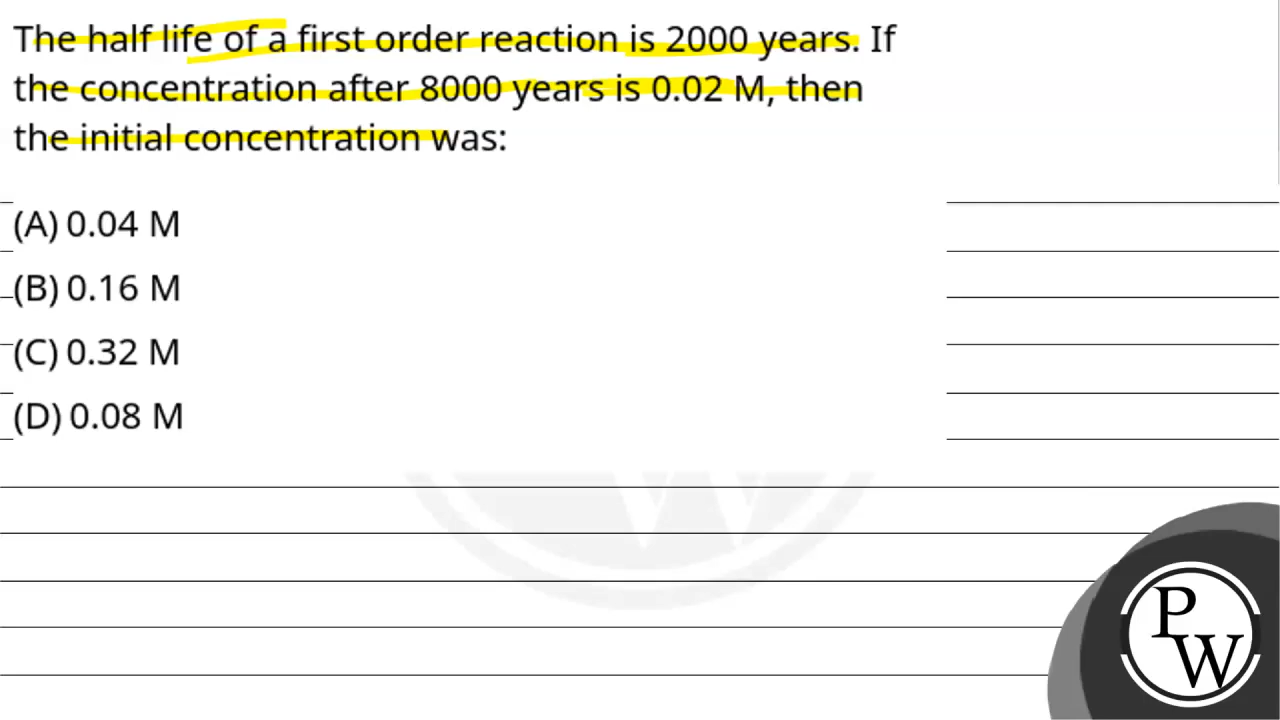 The half life of a first order reaction is 2000 years. If
the concentration after 8000 years is 0.02 M, then
the initial concentration was:
(A) 0.04 M
(B) 0.16 M
(C) 0.32 M
(D) 0.08 M
P
W